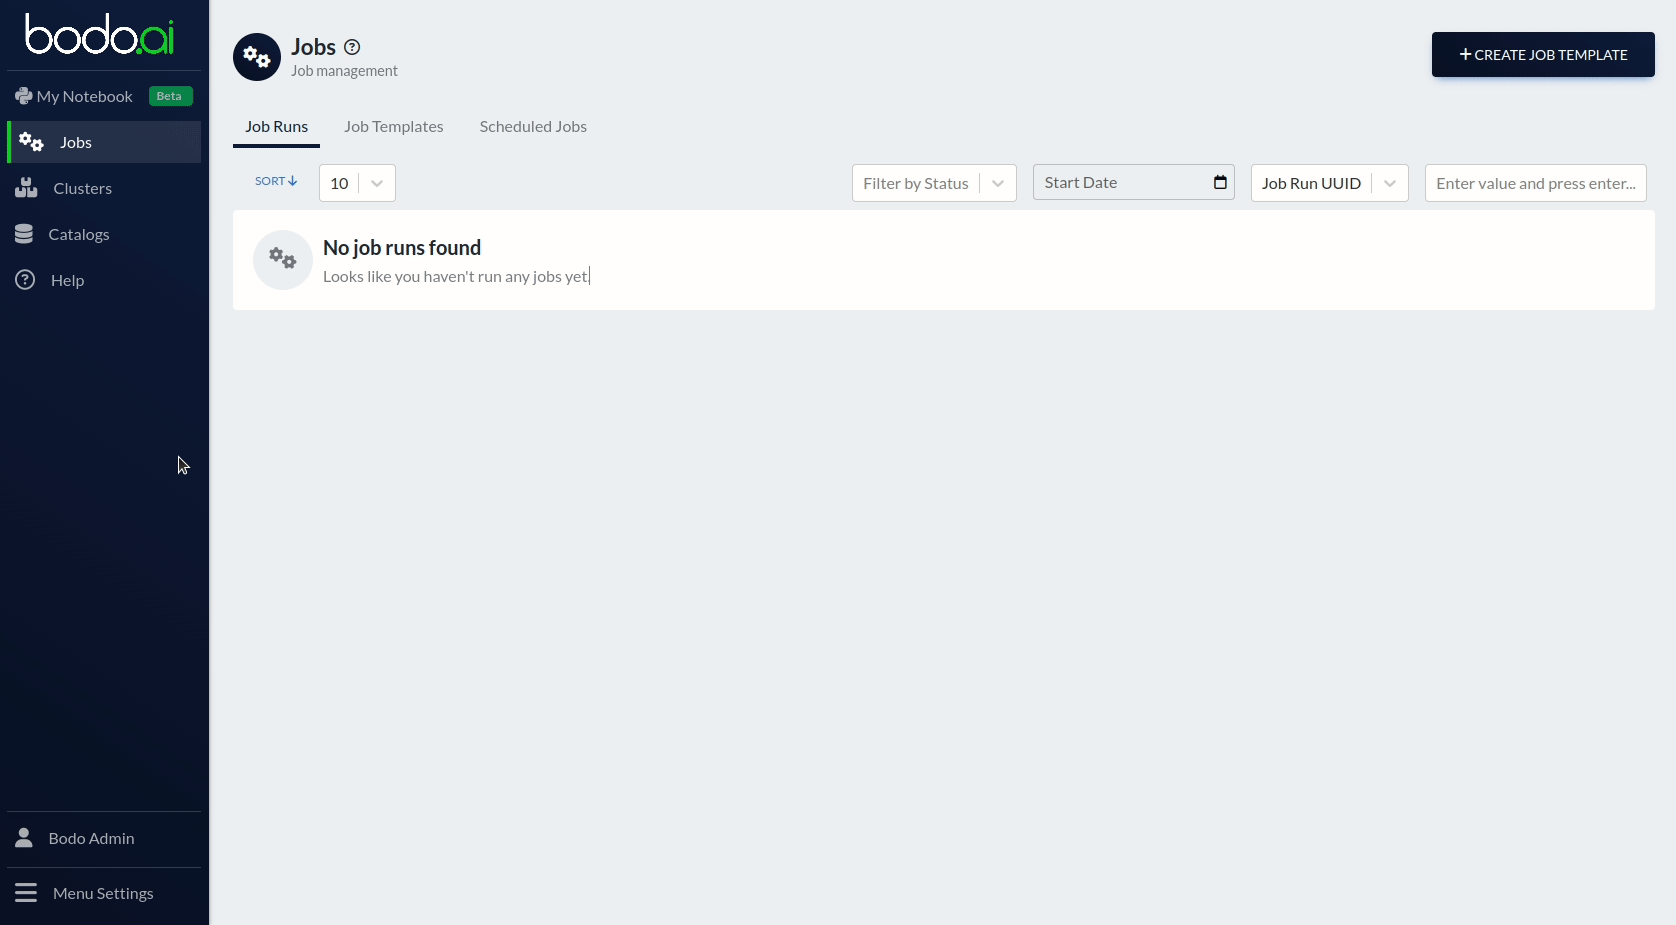 bodo.ai
My Notebook Beta
Jobs
Clusters
Catalogs
Help
Bodo Admin
Menu Settings
Jobs
Job management
CREATE JOB TEMPLATE
Job Runs Job Templates Scheduled Jobs
SORT 10 Filter by Status Start Date Job Run UUID Enter value and press enter...
No job runs found
Looks like you haven't run any jobs yet.